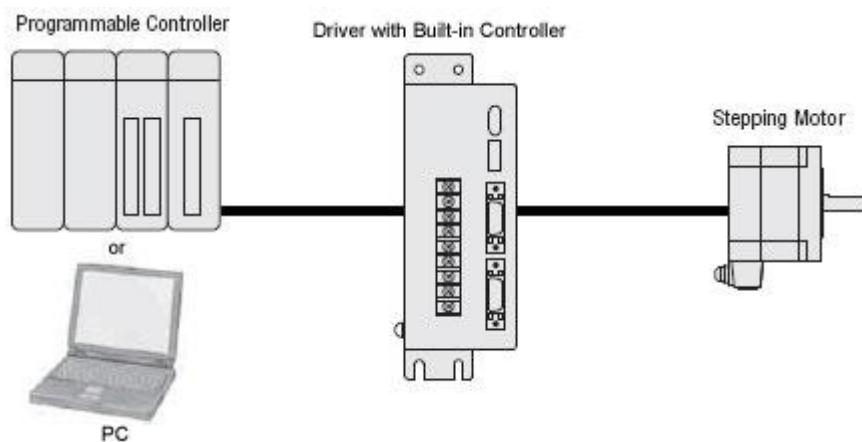 Programmable Controller
Driver with Built-in Controller
Stepping Motor
or
PC